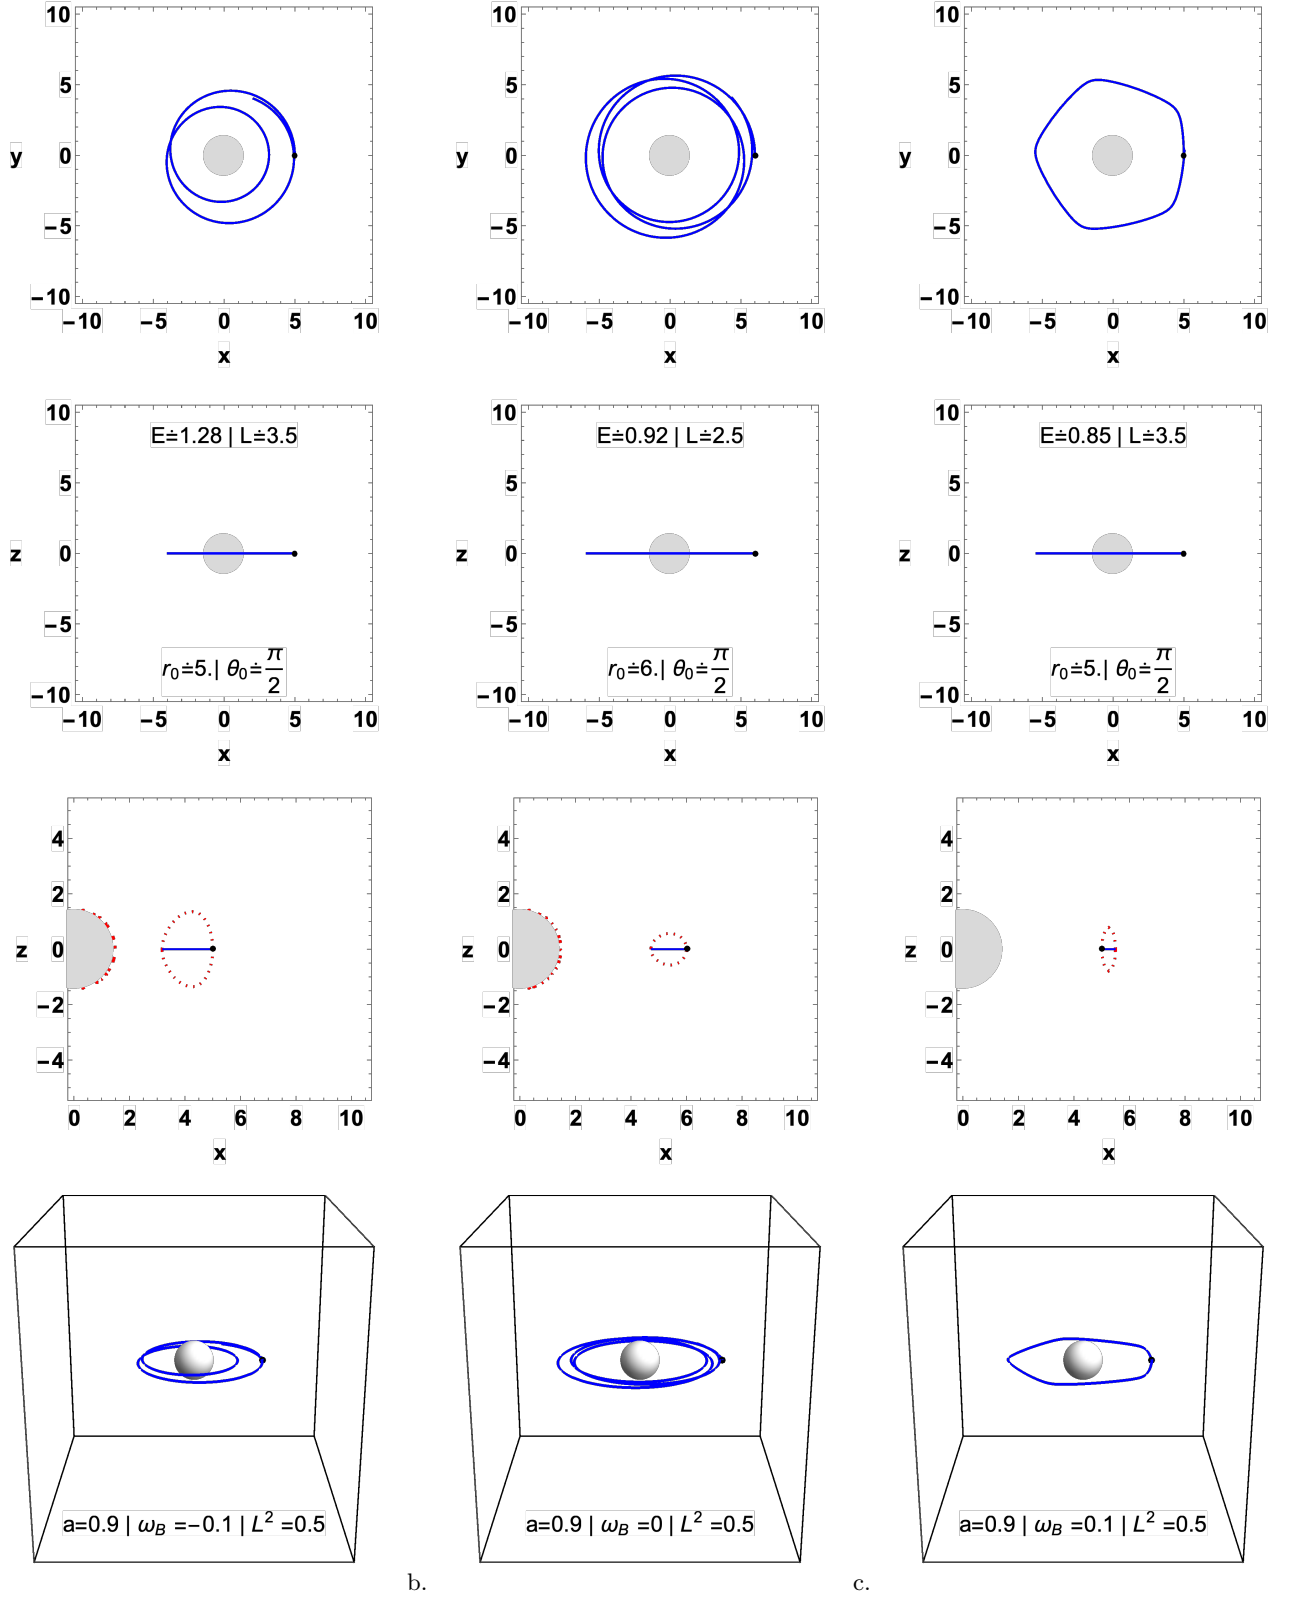 10 10 10
5 5 5
y 0 y 0 y 0
−5 −5 −5
−10 −10 −10
−10 −5 0 5 10 −10 −5 0 5 10 −10 −5 0 5 10
x x x
10 10 10
E≐1.28 | L≐3.5 E≐0.92 | L≐2.5 E≐0.85 | L≐3.5
5 5 5
z 0 z 0 z 0
−5 −5 −5
r₀≐5.| θ₀≐π/2 r₀≐6.| θ₀≐π/2 r₀≐5.| θ₀≐π/2
−10 −10 −10
−10 −5 0 5 10 −10 −5 0 5 10 −10 −5 0 5 10
x x x
4 4 4
2 2 2
z 0 z 0 z 0
−2 −2 −2
−4 −4 −4
0 2 4 6 8 10 0 2 4 6 8 10 0 2 4 6 8 10
x x x
a=0.9 | ω_B =−0.1 | L² =0.5 a=0.9 | ω_B =0 | L² =0.5 a=0.9 | ω_B =0.1 | L² =0.5
b. c.